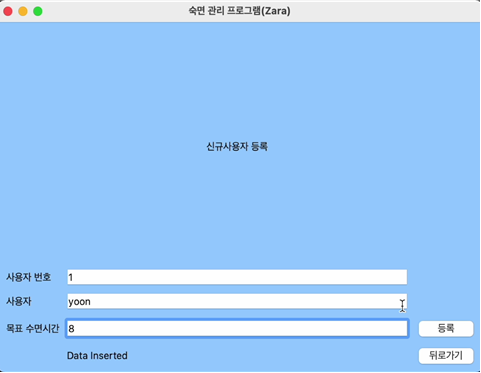 숙면 관리 프로그램(Zara)
신규사용자 등록
사용자 번호 1
사용자 yoon
목표 수면시간 8 등록
Data Inserted 뒤로가기